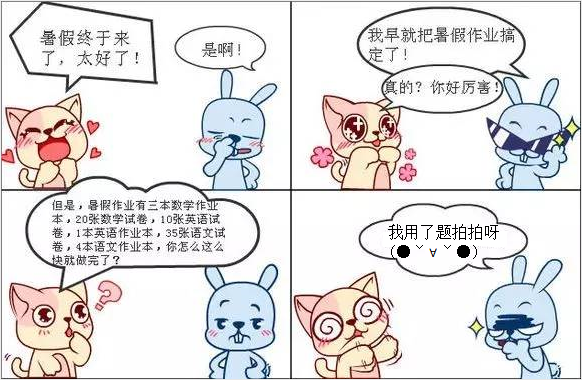 暑假终于来
了，太好了！
是啊！
我早就把暑假作业搞
定了！
真的？你好厉害！
但是，暑假作业有三本数学作业
本，20张数学试卷，10张英语试
卷，1本英语作业本，35张语文试
卷，4本语文作业本，你怎么这么
快就做完了？
?
我用了题拍拍呀
(●ˇ∀ˇ●)